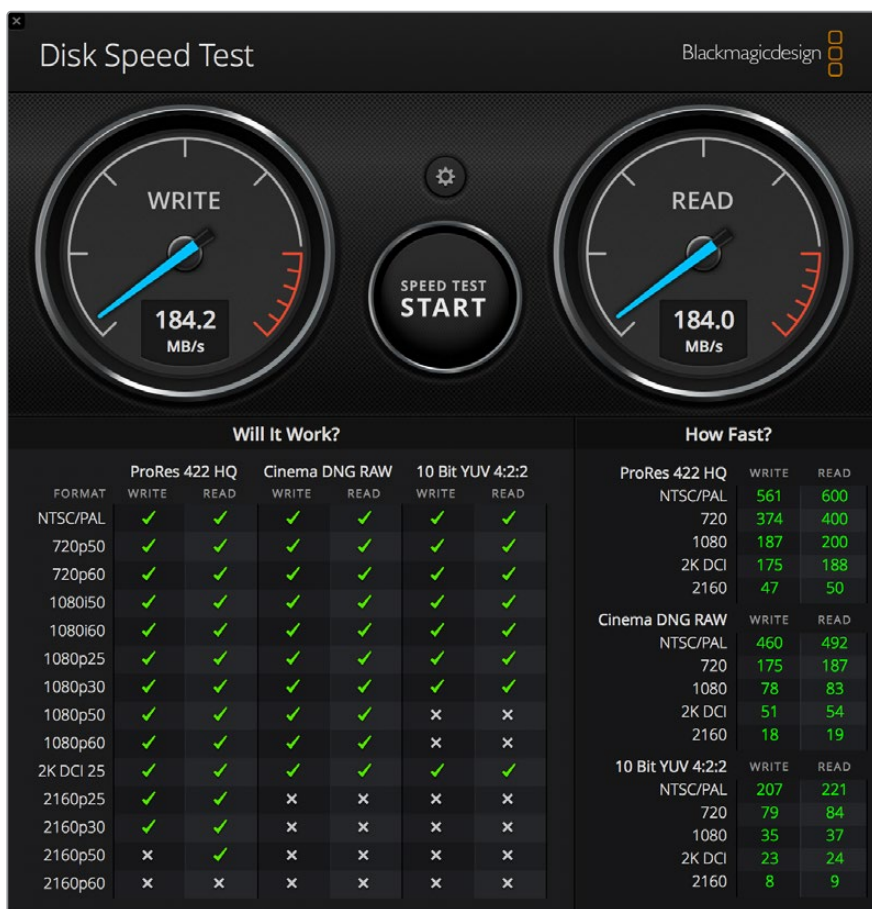 Disk Speed Test
Blackmagicdesign
WRITE
184.2
MB/s
SPEED TEST
START
READ
184.0
MB/s
Will It Work?
ProRes 422 HQ Cinema DNG RAW 10 Bit YUV 4:2:2
FORMAT WRITE READ WRITE READ WRITE READ
NTSC/PAL ✓ ✓ ✓ ✓ ✓ ✓
720p50 ✓ ✓ ✓ ✓ ✓ ✓
720p60 ✓ ✓ ✓ ✓ ✓ ✓
1080i50 ✓ ✓ ✓ ✓ ✓ ✓
1080i60 ✓ ✓ ✓ ✓ ✓ ✓
1080p25 ✓ ✓ ✓ ✓ ✓ ✓
1080p30 ✓ ✓ ✓ ✓ ✓ ✓
1080p50 ✓ ✓ ✓ ✓ × ×
1080p60 ✓ ✓ ✓ ✓ × ×
2K DCI 25 ✓ ✓ ✓ ✓ ✓ ✓
2160p25 ✓ ✓ × × × ×
2160p30 ✓ ✓ × × × ×
2160p50 × ✓ × × × ×
2160p60 × × × × × ×
How Fast?
ProRes 422 HQ WRITE READ
NTSC/PAL 561 600
720 374 400
1080 187 200
2K DCI 175 188
2160 47 50
Cinema DNG RAW WRITE READ
NTSC/PAL 460 492
720 175 187
1080 78 83
2K DCI 51 54
2160 18 19
10 Bit YUV 4:2:2 WRITE READ
NTSC/PAL 207 221
720 79 84
1080 35 37
2K DCI 23 24
2160 8 9